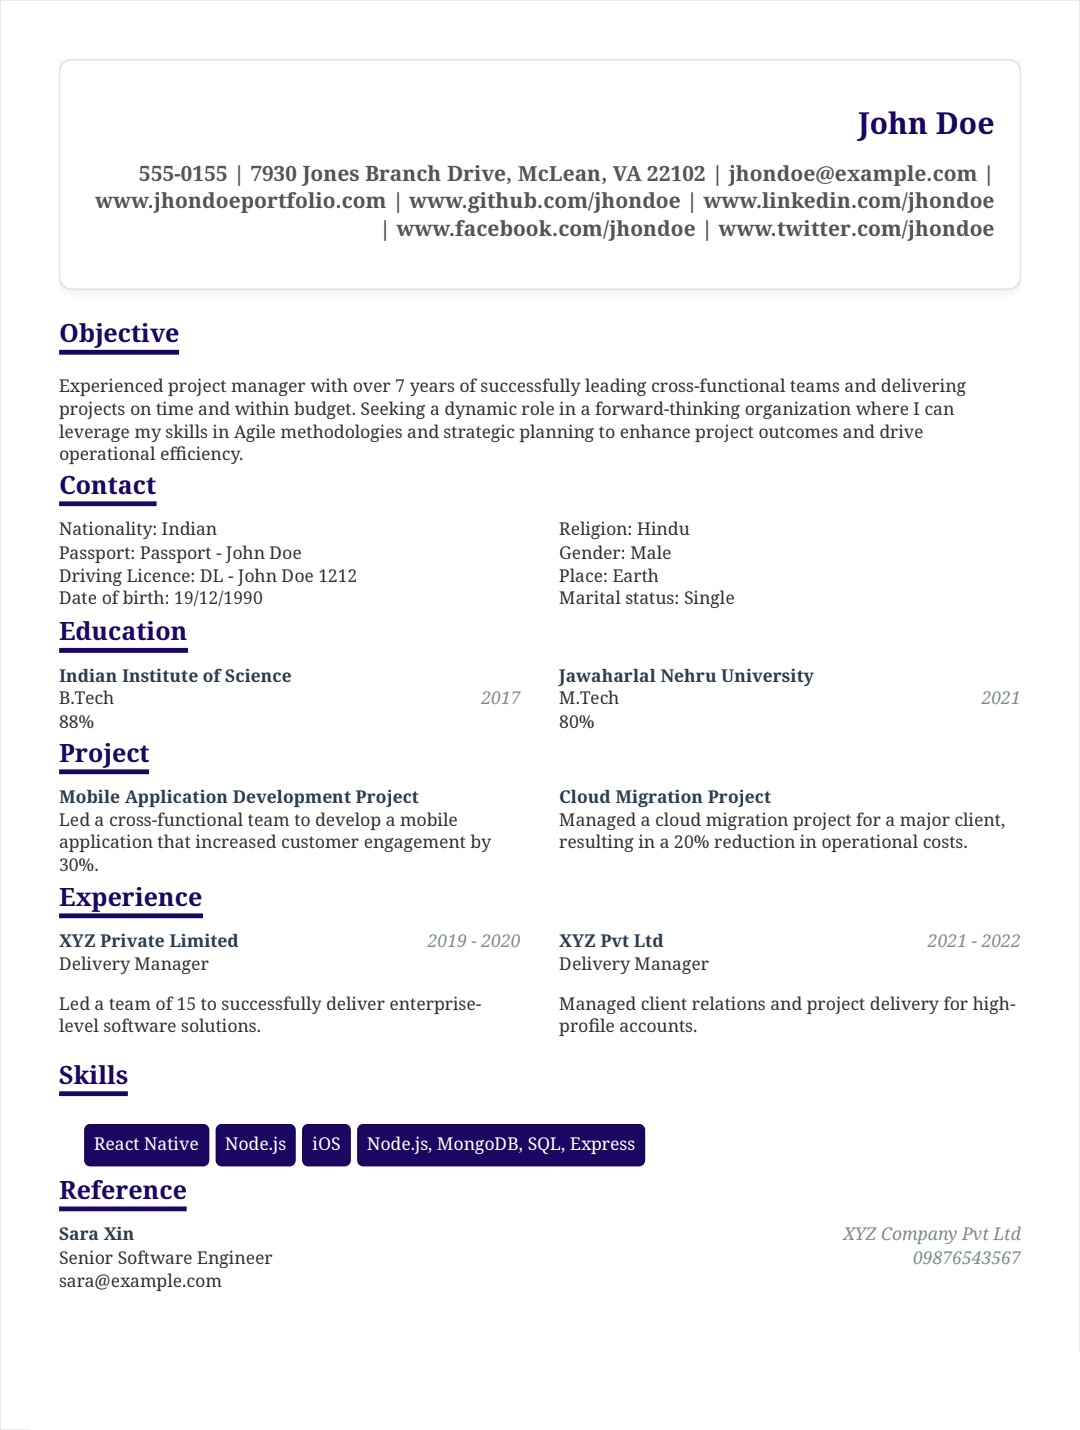 John Doe
555-0155 | 7930 Jones Branch Drive, McLean, VA 22102 | jhondoe@example.com |
www.jhondoeportfolio.com | www.github.com/jhondoe | www.linkedin.com/jhondoe
| www.facebook.com/jhondoe | www.twitter.com/jhondoe
Objective
Experienced project manager with over 7 years of successfully leading cross-functional teams and delivering
projects on time and within budget. Seeking a dynamic role in a forward-thinking organization where I can
leverage my skills in Agile methodologies and strategic planning to enhance project outcomes and drive
operational efficiency.
Contact
Nationality: Indian
Passport: Passport - John Doe
Driving Licence: DL - John Doe 1212
Date of birth: 19/12/1990
Religion: Hindu
Gender: Male
Place: Earth
Marital status: Single
Education
Indian Institute of Science
B.Tech 2017
88%
Jawaharlal Nehru University
M.Tech 2021
80%
Project
Mobile Application Development Project
Led a cross-functional team to develop a mobile
application that increased customer engagement by
30%.
Cloud Migration Project
Managed a cloud migration project for a major client,
resulting in a 20% reduction in operational costs.
Experience
XYZ Private Limited 2019 - 2020
Delivery Manager
Led a team of 15 to successfully deliver enterprise-
level software solutions.
XYZ Pvt Ltd 2021 - 2022
Delivery Manager
Managed client relations and project delivery for high-
profile accounts.
Skills
React Native Node.js iOS Node.js, MongoDB, SQL, Express
Reference
Sara Xin XYZ Company Pvt Ltd
Senior Software Engineer 09876543567
sara@example.com